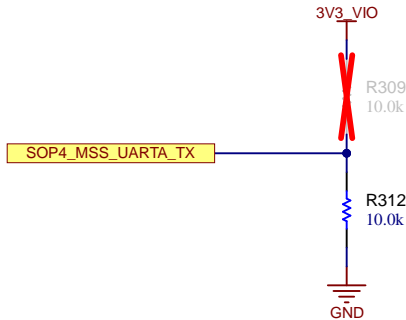 3V3_VIO
R309
10.0k
SOP4_MSS_UARTA_TX
R312
10.0k
GND